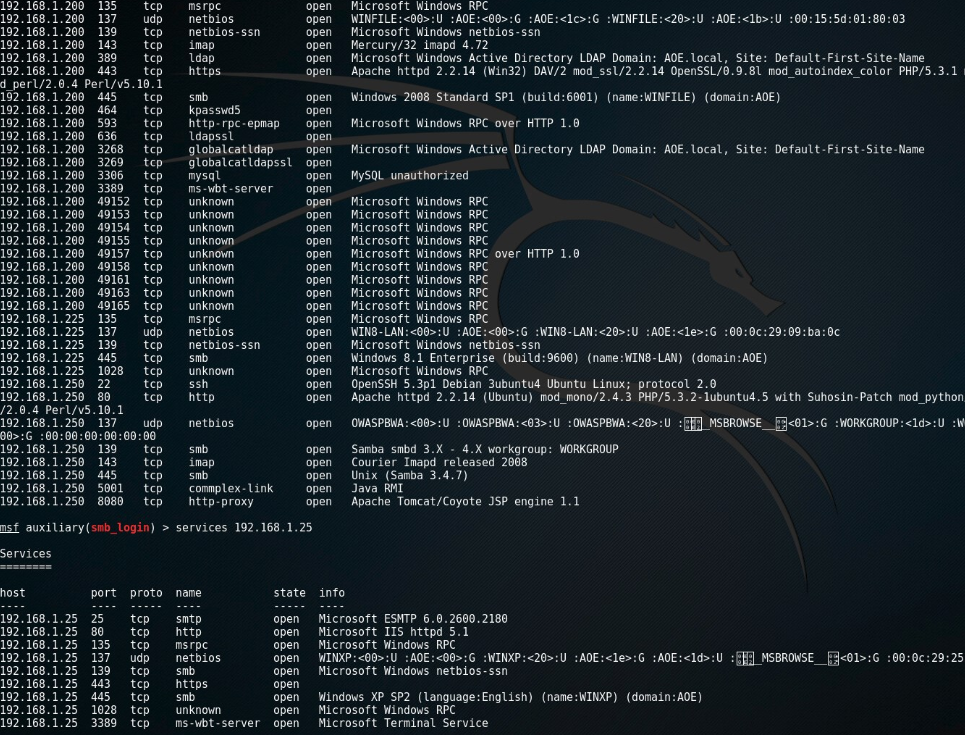 192.168.1.200 135 tcp msrpc open Microsoft Windows RPC
192.168.1.200 137 udp netbios open WINFILE:<00>:U :AOE:<00>:G :AOE:<1c>:G :WINFILE:<20>:U :AOE:<1b>:U :00:15:5d:01:80:03
192.168.1.200 139 tcp netbios-ssn open Microsoft Windows netbios-ssn
192.168.1.200 143 tcp imap open Mercury/32 imapd 4.72
192.168.1.200 389 tcp ldap open Microsoft Windows Active Directory LDAP Domain: AOE.local, Site: Default-First-Site-Name
192.168.1.200 443 tcp https open Apache httpd 2.2.14 (Win32) DAV/2 mod_ssl/2.2.14 OpenSSL/0.9.8l mod_autoindex_color PHP/5.3.1
d_perl/2.0.4 Perl/v5.10.1
192.168.1.200 445 tcp smb open Windows 2008 Standard SP1 (build:6001) (name:WINFILE) (domain:AOE)
192.168.1.200 464 tcp kpasswd5 open
192.168.1.200 593 tcp http-rpc-epmap open Microsoft Windows RPC over HTTP 1.0
192.168.1.200 636 tcp ldapssl open
192.168.1.200 3268 tcp globalcatldap open Microsoft Windows Active Directory LDAP Domain: AOE.local, Site: Default-First-Site-Name
192.168.1.200 3269 tcp globalcatldapssl open
192.168.1.200 3306 tcp mysql open MySQL unauthorized
192.168.1.200 3389 tcp ms-wbt-server open
192.168.1.200 49152 tcp unknown open Microsoft Windows RPC
192.168.1.200 49153 tcp unknown open Microsoft Windows RPC
192.168.1.200 49154 tcp unknown open Microsoft Windows RPC
192.168.1.200 49155 tcp unknown open Microsoft Windows RPC
192.168.1.200 49157 tcp unknown open Microsoft Windows RPC over HTTP 1.0
192.168.1.200 49158 tcp unknown open Microsoft Windows RPC
192.168.1.200 49161 tcp unknown open Microsoft Windows RPC
192.168.1.200 49163 tcp unknown open Microsoft Windows RPC
192.168.1.200 49165 tcp unknown open Microsoft Windows RPC
192.168.1.225 135 tcp msrpc open Microsoft Windows RPC
192.168.1.225 137 udp netbios open WIN8-LAN:<00>:U :AOE:<00>:G :WIN8-LAN:<20>:U :AOE:<1e>:G :00:0c:29:09:ba:0c
192.168.1.225 139 tcp netbios-ssn open Microsoft Windows netbios-ssn
192.168.1.225 445 tcp smb open Windows 8.1 Enterprise (build:9600) (name:WIN8-LAN) (domain:AOE)
192.168.1.225 1028 tcp unknown open Microsoft Windows RPC
192.168.1.250 22 tcp ssh open OpenSSH 5.3p1 Debian 3ubuntu4 Ubuntu Linux; protocol 2.0
192.168.1.250 80 tcp http open Apache httpd 2.2.14 (Ubuntu) mod_mono/2.4.3 PHP/5.3.2-1ubuntu4.5 with Suhosin-Patch mod_python
/2.0.4 Perl/v5.10.1
192.168.1.250 137 udp netbios open OWASPBWA:<00>:U :OWASPBWA:<03>:U :OWASPBWA:<20>:U :__MSBROWSE__<01>:G :WORKGROUP:<1d>:U :W
00>:G :00:00:00:00:00:00
192.168.1.250 139 tcp smb open Samba smbd 3.X - 4.X workgroup: WORKGROUP
192.168.1.250 143 tcp imap open Courier Imapd released 2008
192.168.1.250 445 tcp smb open Unix (Samba 3.4.7)
192.168.1.250 5001 tcp commplex-link open Java RMI
192.168.1.250 8080 tcp http-proxy open Apache Tomcat/Coyote JSP engine 1.1
msf auxiliary(smb_login) > services 192.168.1.25
Services
========
host port proto name state info
---- ---- ----- ---- ----- ----
192.168.1.25 25 tcp smtp open Microsoft ESMTP 6.0.2600.2180
192.168.1.25 80 tcp http open Microsoft IIS httpd 5.1
192.168.1.25 135 tcp msrpc open Microsoft Windows RPC
192.168.1.25 137 udp netbios open WINXP:<00>:U :AOE:<00>:G :WINXP:<20>:U :AOE:<1e>:G :AOE:<1d>:U :__MSBROWSE__<01>:G :00:0c:29:25
192.168.1.25 139 tcp smb open Microsoft Windows netbios-ssn
192.168.1.25 443 tcp https open
192.168.1.25 445 tcp smb open Windows XP SP2 (language:English) (name:WINXP) (domain:AOE)
192.168.1.25 1028 tcp unknown open Microsoft Windows RPC
192.168.1.25 3389 tcp ms-wbt-server open Microsoft Terminal Service